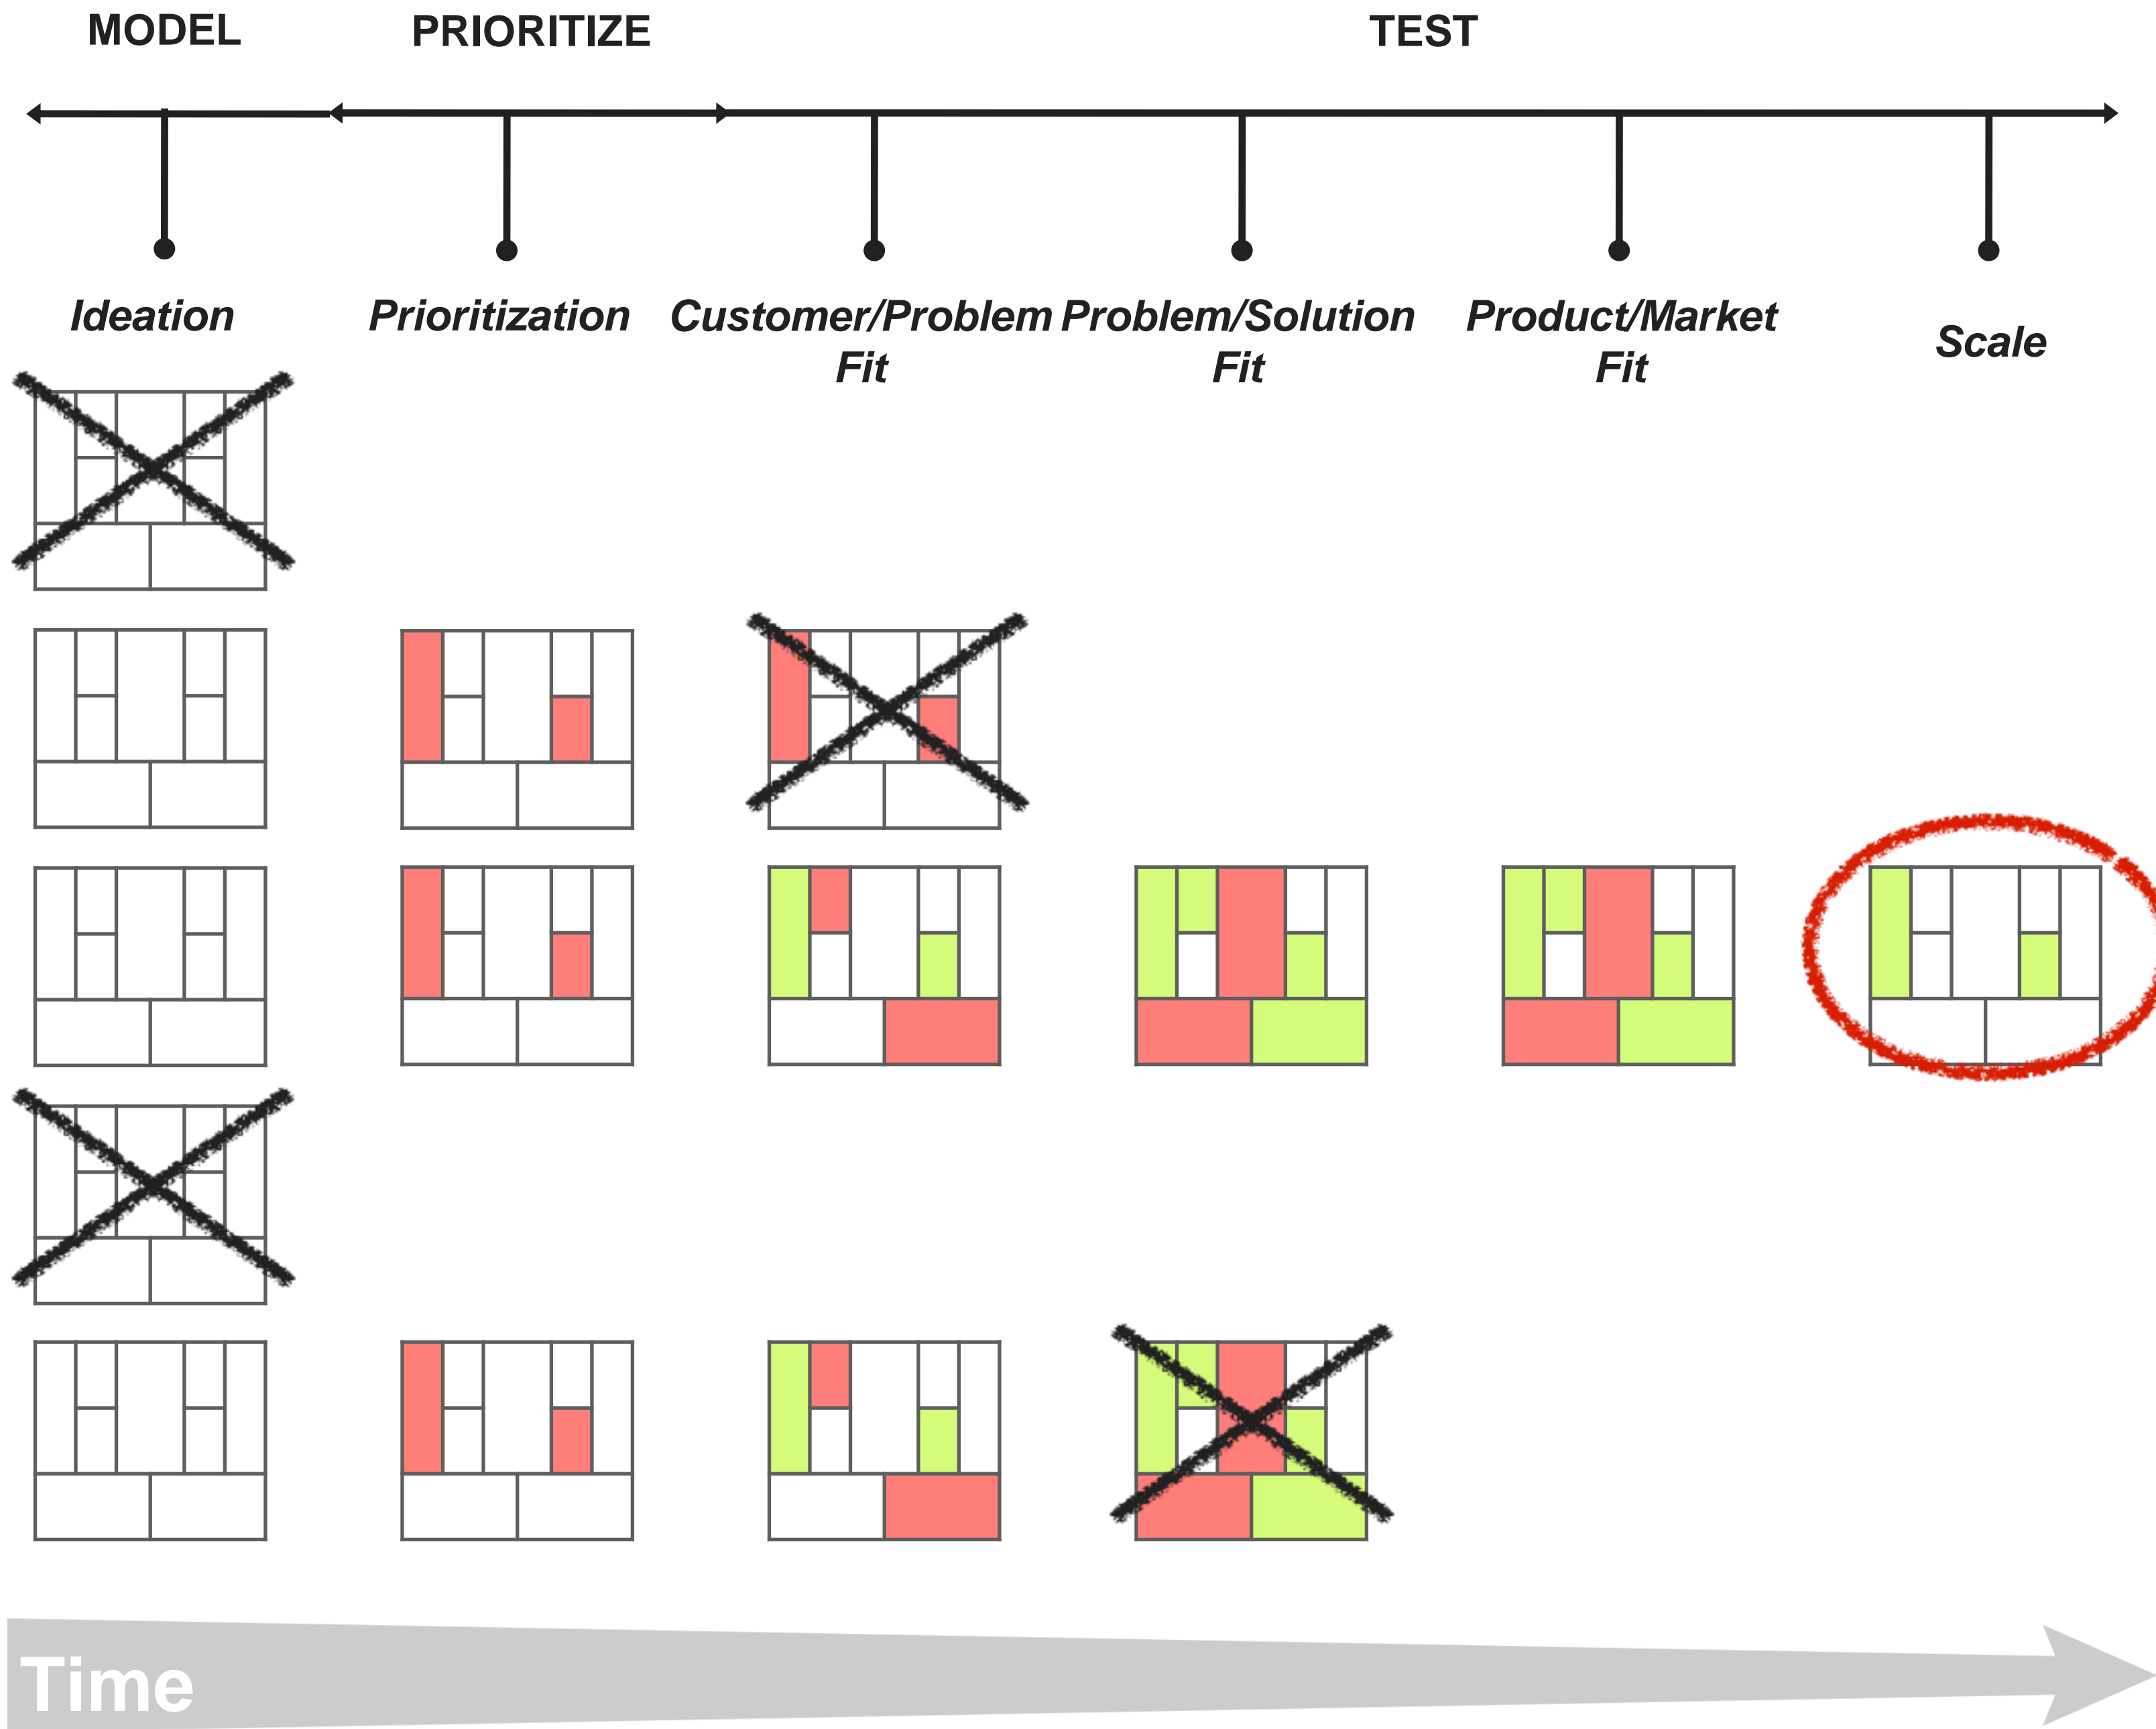 MODEL PRIORITIZE TEST
Ideation Prioritization Customer/Problem Problem/Solution Product/Market Scale
Fit Fit Fit
Time